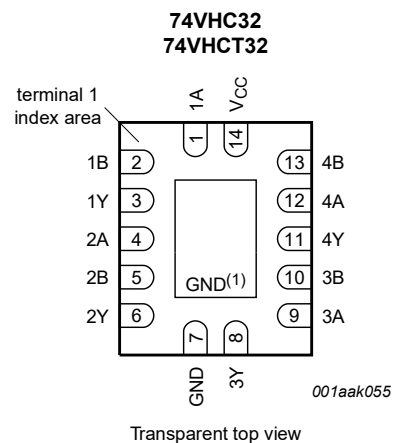 74VHC32
74VHCT32
terminal 1
index area
1A
VCC
1
14
1B 2
13 4B
1Y 3
12 4A
2A 4
11 4Y
2B 5
10 3B
2Y 6
9 3A
GND(1)
7
8
GND
3Y
001aak055
Transparent top view